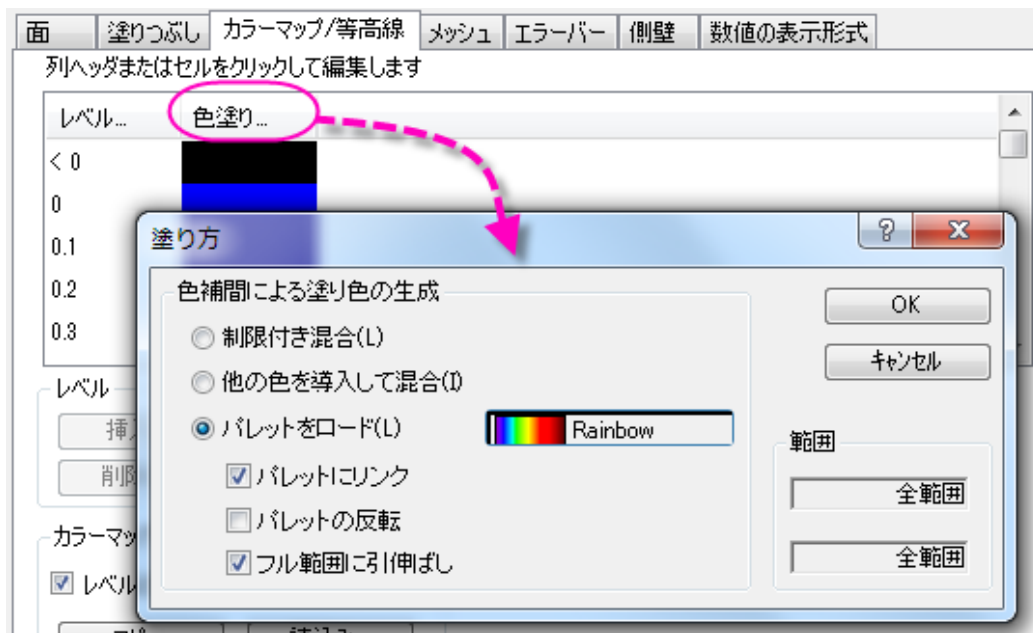 面 塗りつぶし カラーマップ/等高線 メッシュ エラーバー 側壁 数値の表示形式
列ヘッダまたはセルをクリックして編集します
レベル... 色塗り...
< 0
0
0.1
0.2
0.3
塗り方
色補間による塗り色の生成
制限付き混合(L)
他の色を導入して混合(I)
パレットをロード(L) Rainbow
パレットにリンク
パレットの反転
フル範囲に引伸ばし
OK
キャンセル
範囲
全範囲
全範囲
レベル
挿
削除
カラーマッ
レベル